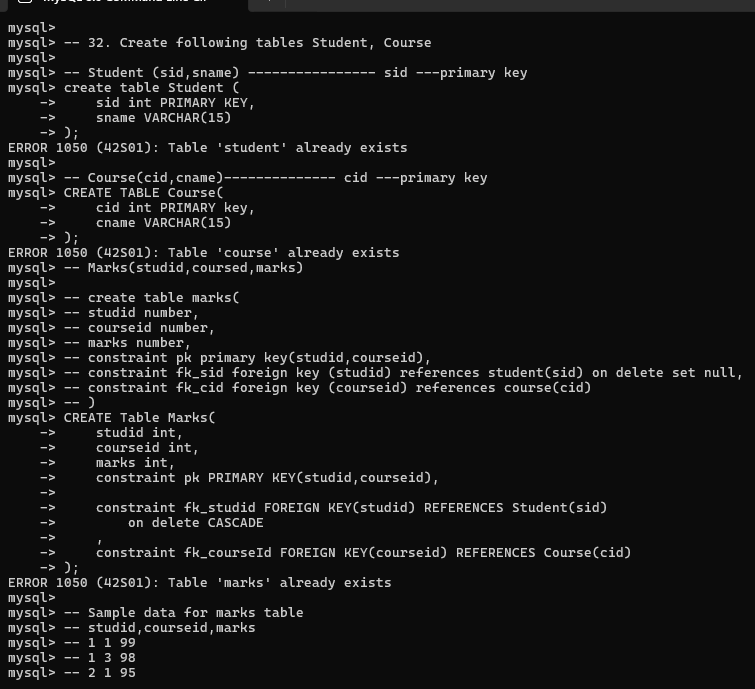 mysql>
mysql> -- 32. Create following tables Student, Course
mysql>
mysql> -- Student (sid,sname) ---------------- sid ---primary key
mysql> create table Student (
    ->     sid int PRIMARY KEY,
    ->     sname VARCHAR(15)
    -> );
ERROR 1050 (42S01): Table 'student' already exists
mysql>
mysql> -- Course(cid,cname)-------------- cid ---primary key
mysql> CREATE TABLE Course(
    ->     cid int PRIMARY key,
    ->     cname VARCHAR(15)
    -> );
ERROR 1050 (42S01): Table 'course' already exists
mysql> -- Marks(studid,coursed,marks)
mysql>
mysql> -- create table marks(
mysql> -- studid number,
mysql> -- courseid number,
mysql> -- marks number,
mysql> -- constraint pk primary key(studid,courseid),
mysql> -- constraint fk_sid foreign key (studid) references student(sid) on delete set null,
mysql> -- constraint fk_cid foreign key (courseid) references course(cid)
mysql> -- )
mysql> CREATE Table Marks(
    ->     studid int,
    ->     courseid int,
    ->     marks int,
    ->     constraint pk PRIMARY KEY(studid,courseid),
    ->
    ->     constraint fk_studid FOREIGN KEY(studid) REFERENCES Student(sid)
    ->         on delete CASCADE
    ->     ,
    ->     constraint fk_courseId FOREIGN KEY(courseid) REFERENCES Course(cid)
    -> );
ERROR 1050 (42S01): Table 'marks' already exists
mysql>
mysql> -- Sample data for marks table
mysql> -- studid,courseid,marks
mysql> -- 1 1 99
mysql> -- 1 3 98
mysql> -- 2 1 95